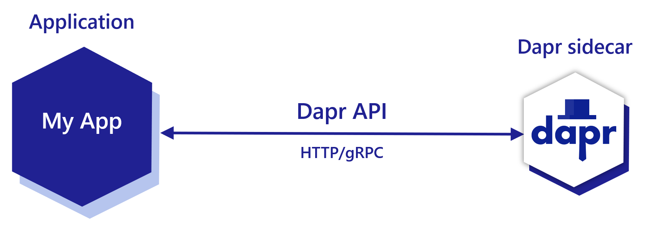 Application
Dapr sidecar
My App
Dapr API
HTTP/gRPC
dapr